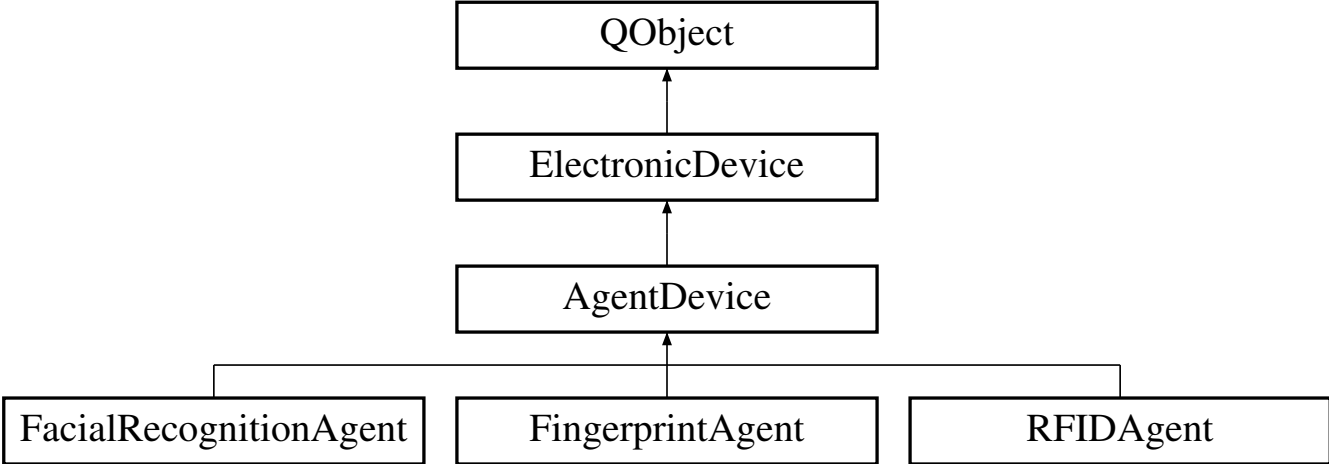 QObject
ElectronicDevice
AgentDevice
FacialRecognitionAgent
FingerprintAgent
RFIDAgent